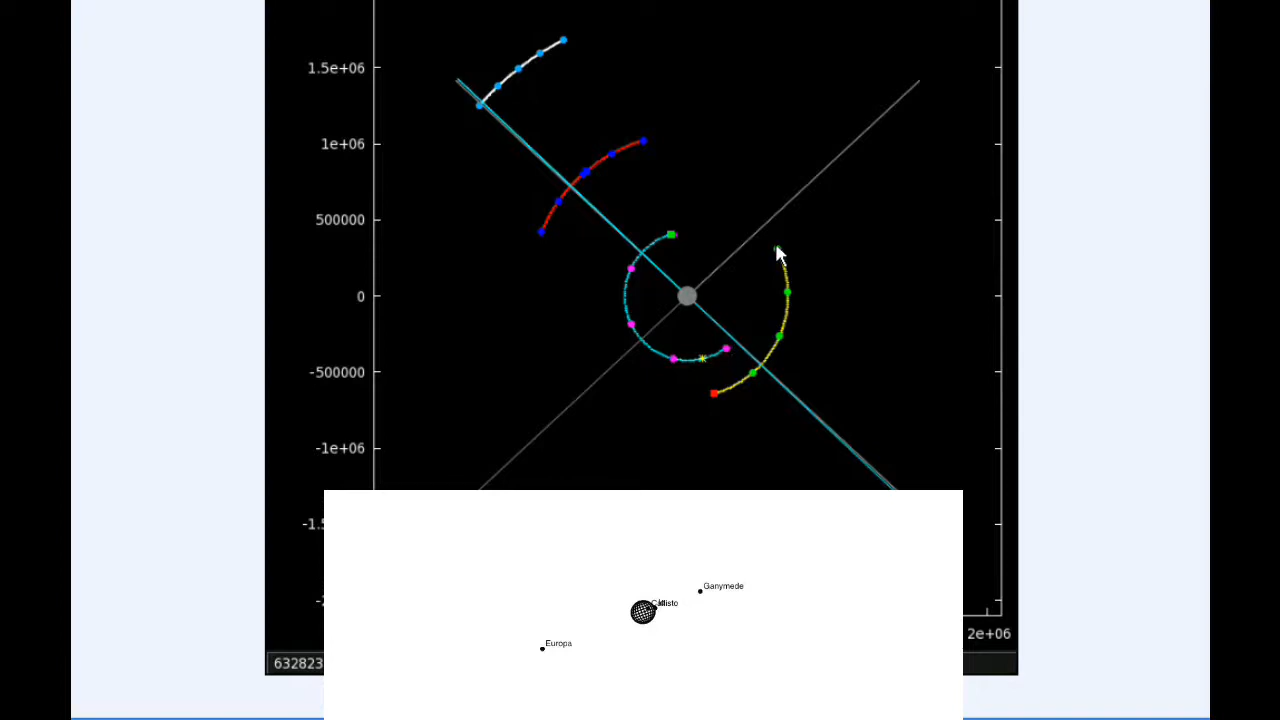 1.5e+06
1e+06
500000
0
-500000
-1e+06
Ganymede
Europa
2e+06
632823